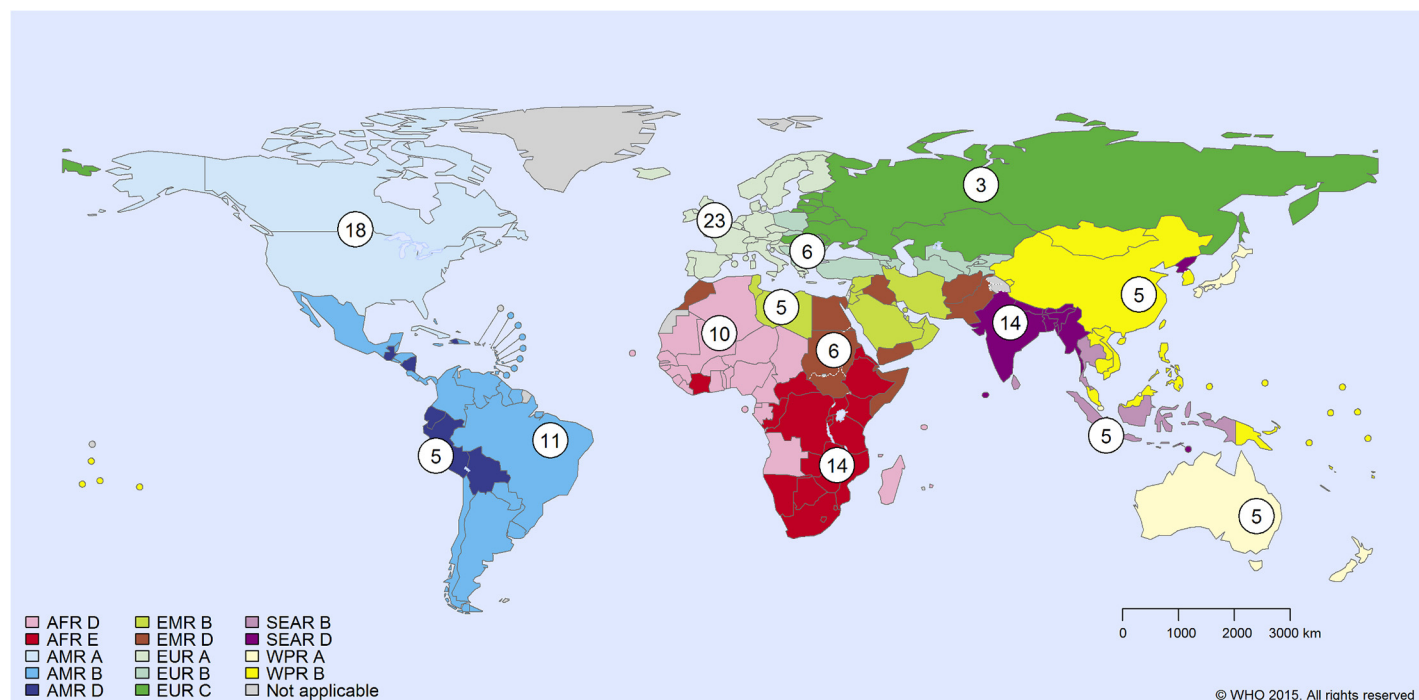 3
23
18
6
5
5
14
10
6
11
5
5
14
5
AFR D
AFR E
AMR A
AMR B
AMR D
EMR B
EMR D
EUR A
EUR B
EUR C
SEAR B
SEAR D
WPR A
WPR B
Not applicable
0 1000 2000 3000 km
© WHO 2015. All rights reserved